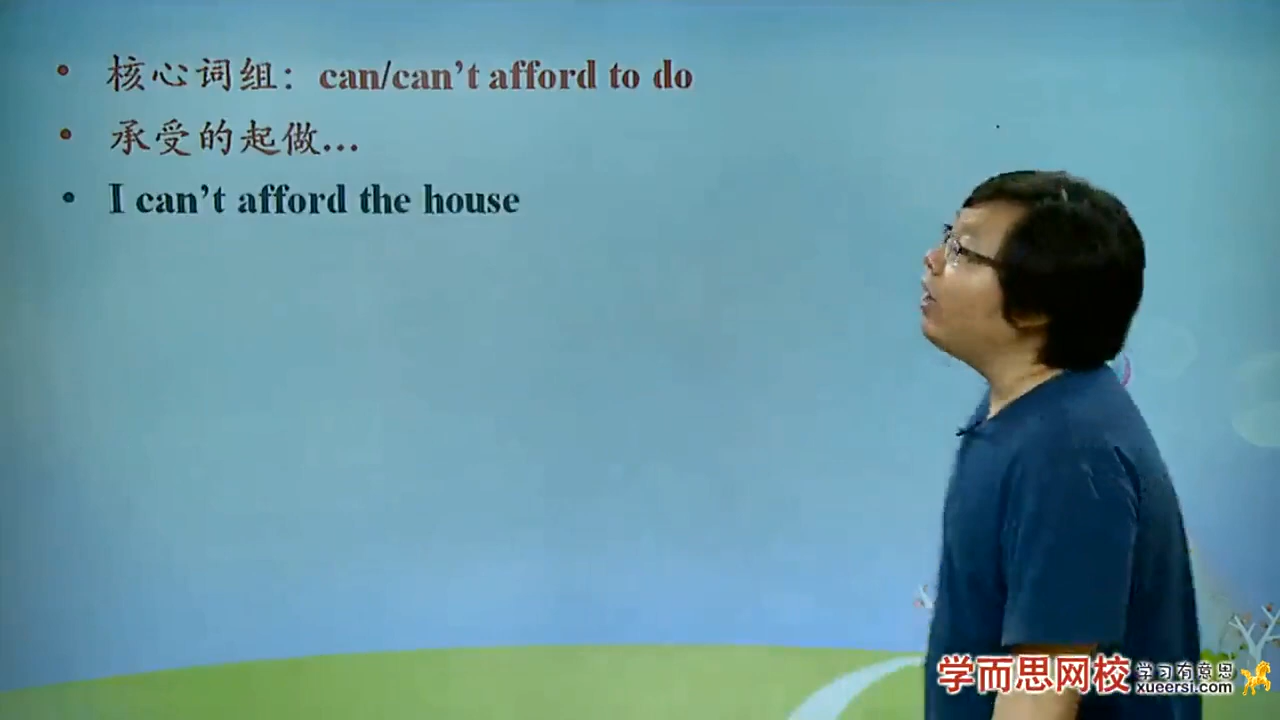 核心词组：can/can’t afford to do
承受的起做...
I can’t afford the house
学而思网校
学习有意思
xueersi.com